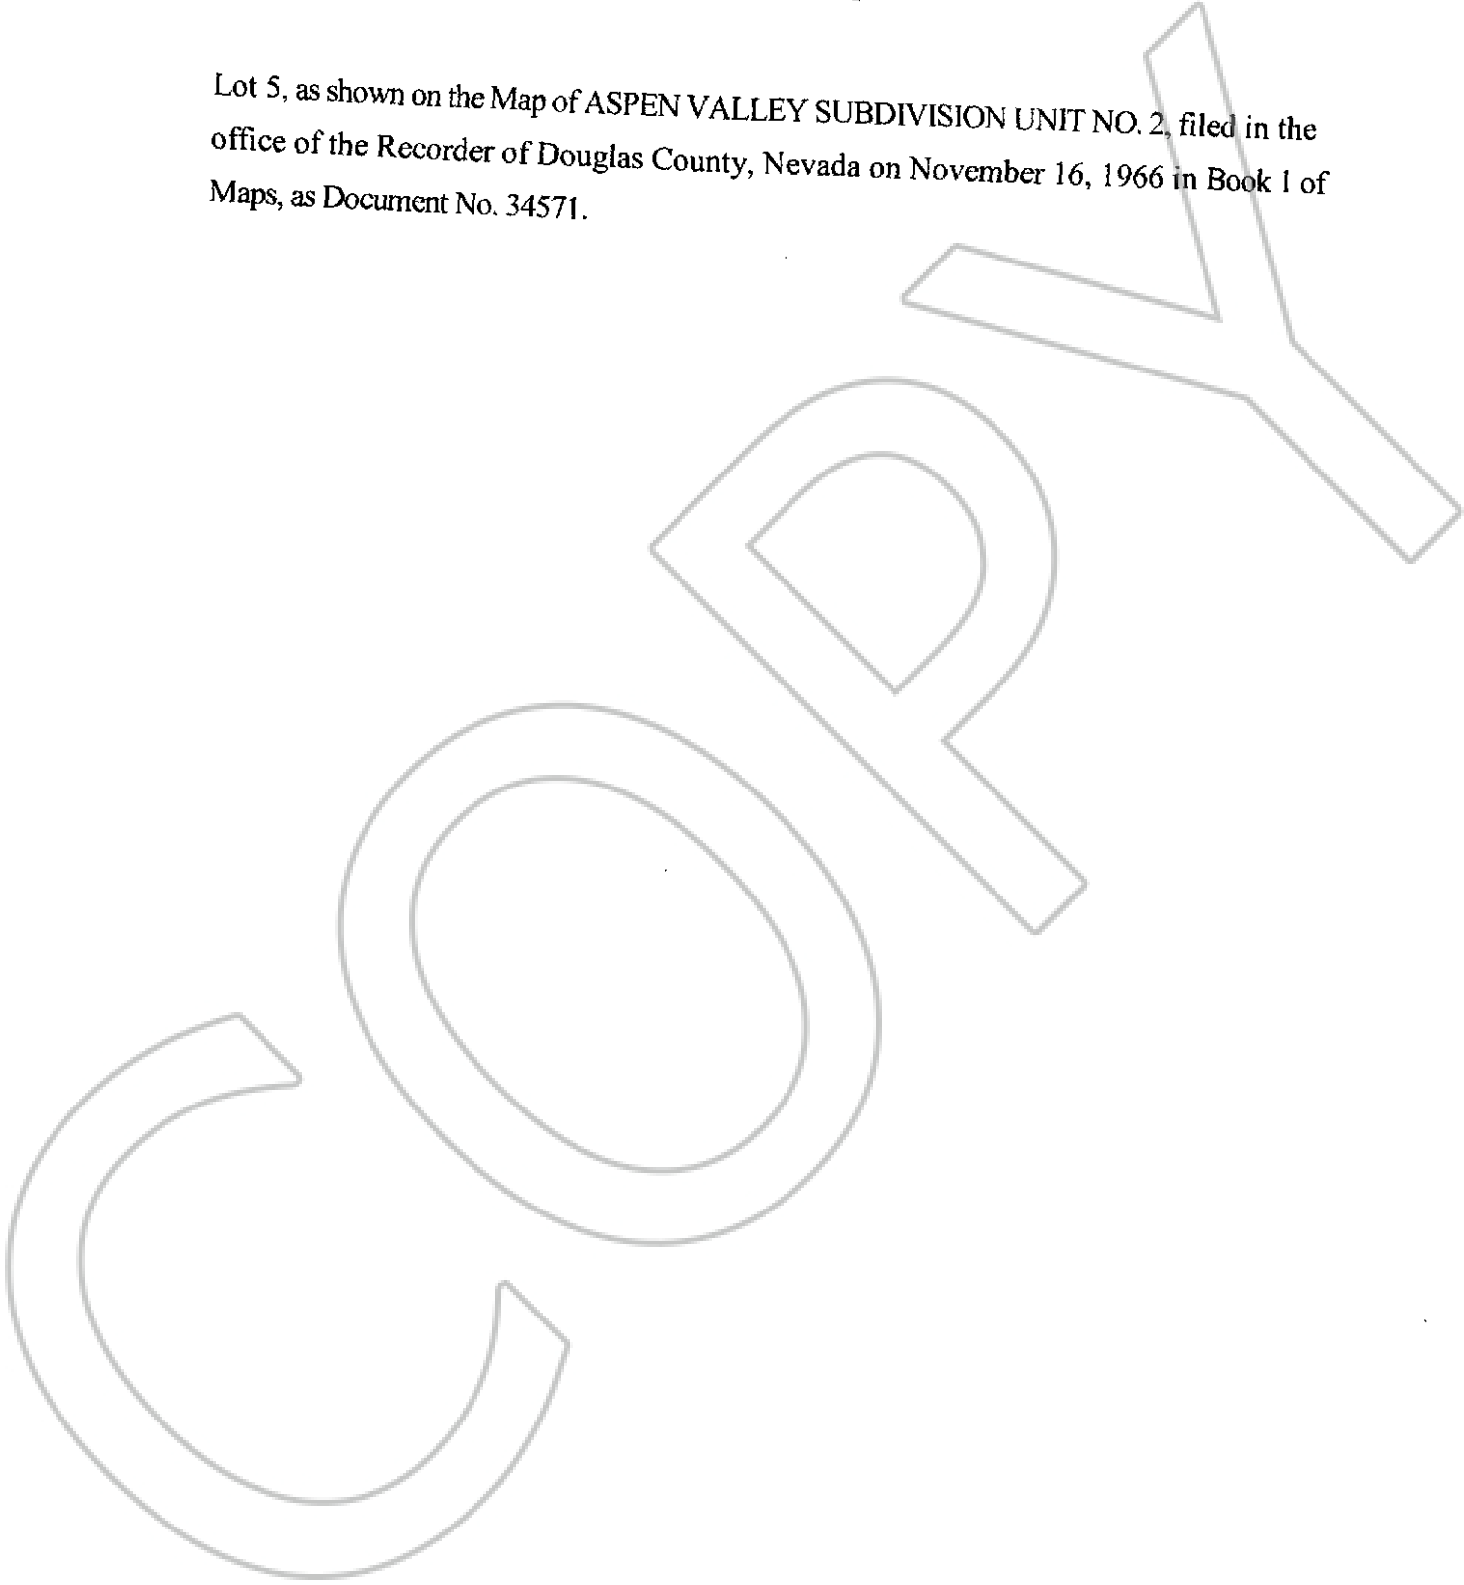 Lot 5, as shown on the Map of ASPEN VALLEY SUBDIVISION UNIT NO. 2, filed in the
office of the Recorder of Douglas County, Nevada on November 16, 1966 in Book 1 of
Maps, as Document No. 34571.
COPY